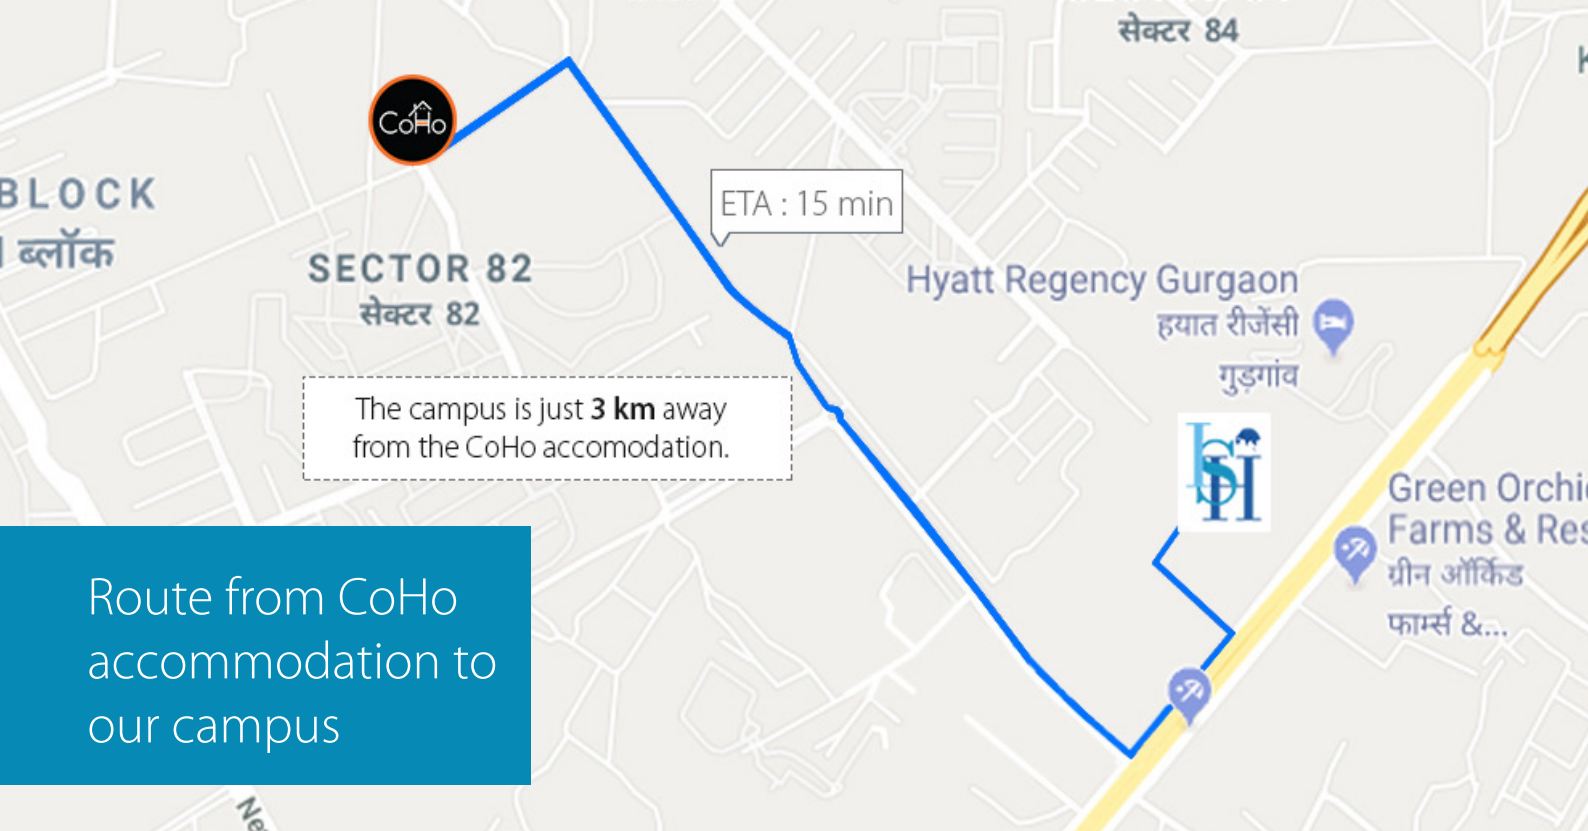 सेक्टर 84
CoHo
BLOCK
ब्लॉक
ETA : 15 min
SECTOR 82
सेक्टर 82
Hyatt Regency Gurgaon
हयात रीजेंसी
गुड़गांव
The campus is just 3 km away
from the CoHo accomodation.
ISH
Green Orchi
Farms & Res
ग्रीन ऑर्किड
फार्म्स &...
Route from CoHo
accommodation to
our campus
Ne